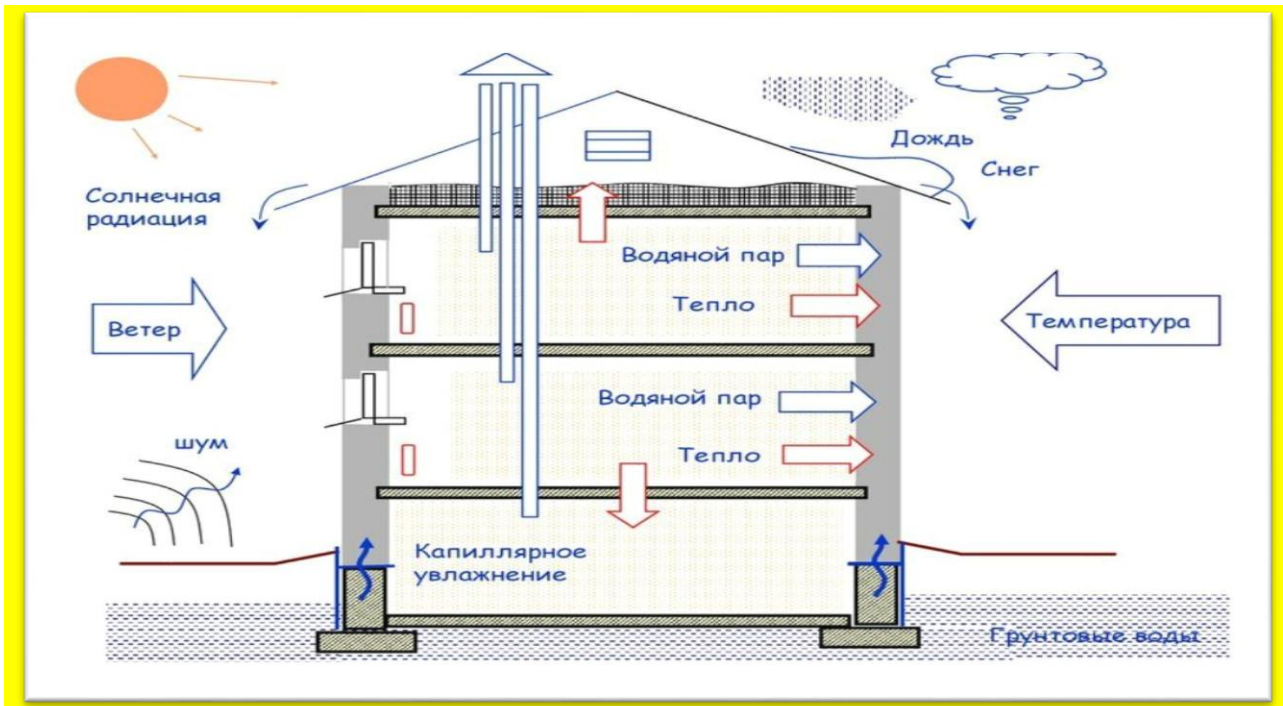 Дождь
Снег
Солнечная
радиация
Водяной пар
Тепло
Ветер
Температура
Водяной пар
шум
Тепло
Капиллярное
увлажнение
Грунтовые воды